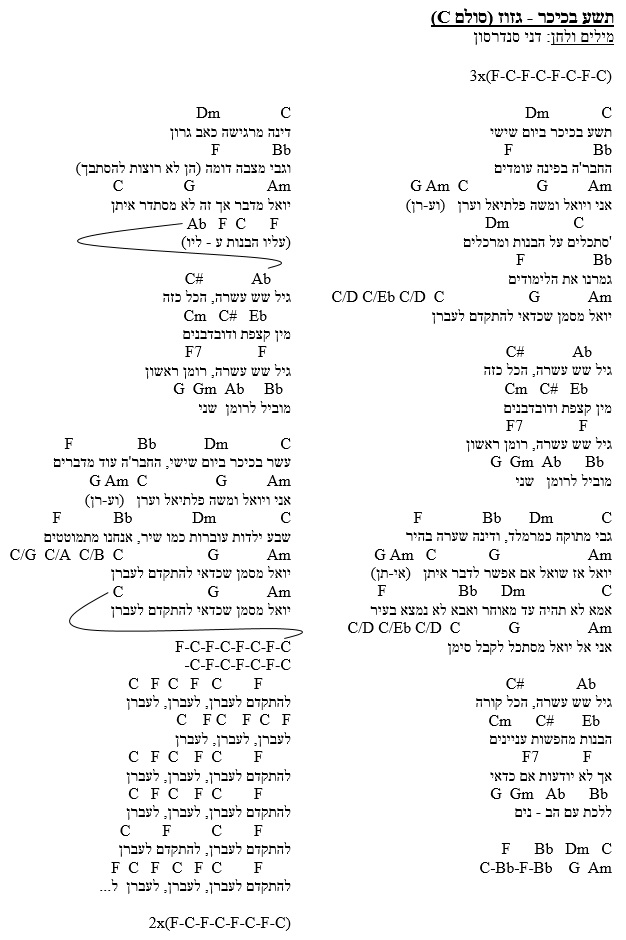 תשע בכיכר - גזוז (סולם C)
מילים ולחן: דני סנדרסון
3x(F-C-F-C-F-C-F-C)
Dm C
תשע בכיכר ביום שישי
F Bb
החבר'ה בפינה עומדים
G Am C G Am
אני ויואל ומשה פלתיאל וערן (וע-רן)
Dm C
'סתכלים על הבנות ומרכלים
F Bb
גמרנו את הלימודים
C/D C/Eb C/D C G Am
יואל מסמן שכדאי להתקדם לעברן
C# Ab
גיל שש עשרה, הכל כזה
Cm C# Eb
מין קצפת ודובדבנים
F7 F
גיל שש עשרה, רומן ראשון
G Gm Ab Bb
מוביל לרומן שני
F Bb Dm C
גבי מתוקה כמרמלד, ודינה שערה בהיר
G Am C G Am
יואל אז שואל אם אפשר לדבר איתן (אי-תן)
F Bb Dm C
אמא לא תהיה עד מאוחר ואבא לא נמצא בעיר
C/D C/Eb C/D C G Am
אני אל יואל מסתכל לקבל סימן
C# Ab
גיל שש עשרה, הכל קורה
Cm C# Eb
הבנות מחפשות עניינים
F7 F
אך לא יודעות אם כדאי
G Gm Ab Bb
ללכת עם הב - נים
F Bb Dm C
C-Bb-F-Bb G Am
Dm C
דינה מרגישה כאב גרון
F Bb
וגבי מצבה דומה (הן לא רוצות להסתבך)
C G Am
יואל מדבר אך זה לא מסתדר איתן
Ab F C F
(עליו הבנות ע - ליו)
C# Ab
גיל שש עשרה, הכל כזה
Cm C# Eb
מין קצפת ודובדבנים
F7 F
גיל שש עשרה, רומן ראשון
G Gm Ab Bb
מוביל לרומן שני
F Bb Dm C
עשר בכיכר ביום שישי, החבר'ה עוד מדברים
G Am C G Am
אני ויואל ומשה פלתיאל וערן (וע-רן)
F Bb Dm C
שבע ילדות עוברות כמו שיר, אנחנו מתמוטטים
C/G C/A C/B C G Am
יואל מסמן שכדאי להתקדם לעברן
C G Am
יואל מסמן שכדאי להתקדם לעברן
F-C-F-C-F-C-F-C
-C-F-C-F-C-F-C
C F C F C F
להתקדם לעברן, לעברן, לעברן
C F C F C F
לעברן, לעברן, לעברן
C F C F C F
להתקדם לעברן, לעברן, לעברן
C F C F C F
להתקדם לעברן, לעברן, לעברן
C F C F
להתקדם לעברן, להתקדם לעברן
F C F C F C F
להתקדם לעברן, לעברן, לעברן ל...
2x(F-C-F-C-F-C-F-C)